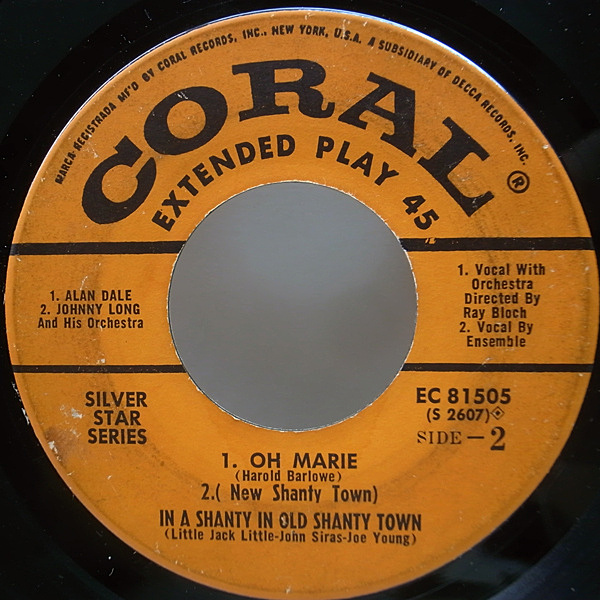 MARCA REGISTRADA MF'D BY CORAL RECORDS, INC., NEW YORK, U.S.A. A SUBSIDIARY OF DECCA RECORDS, INC.
CORAL ®
EXTENDED PLAY 45
1. ALAN DALE
2. JOHNNY LONG
And His Orchestra
1. Vocal With
Orchestra
Directed By
Ray Bloch
2. Vocal By
Ensemble
SILVER
STAR
SERIES
EC 81505
(S 2607)
SIDE - 2
1. OH MARIE
(Harold Barlowe)
2.( New Shanty Town)
IN A SHANTY IN OLD SHANTY TOWN
(Little Jack Little-John Siras-Joe Young)